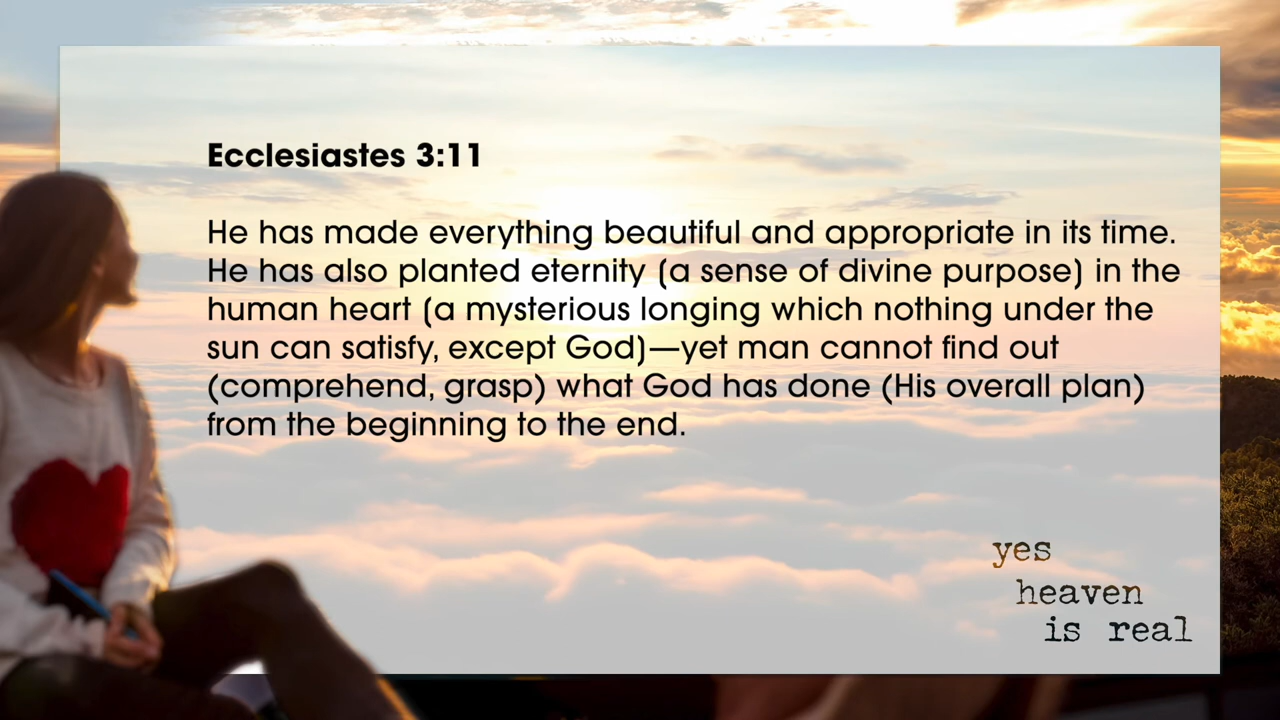 Ecclesiastes 3:11
He has made everything beautiful and appropriate in its time.
He has also planted eternity (a sense of divine purpose) in the
human heart (a mysterious longing which nothing under the
sun can satisfy, except God)—yet man cannot find out
(comprehend, grasp) what God has done (His overall plan)
from the beginning to the end.
yes
heaven
is real